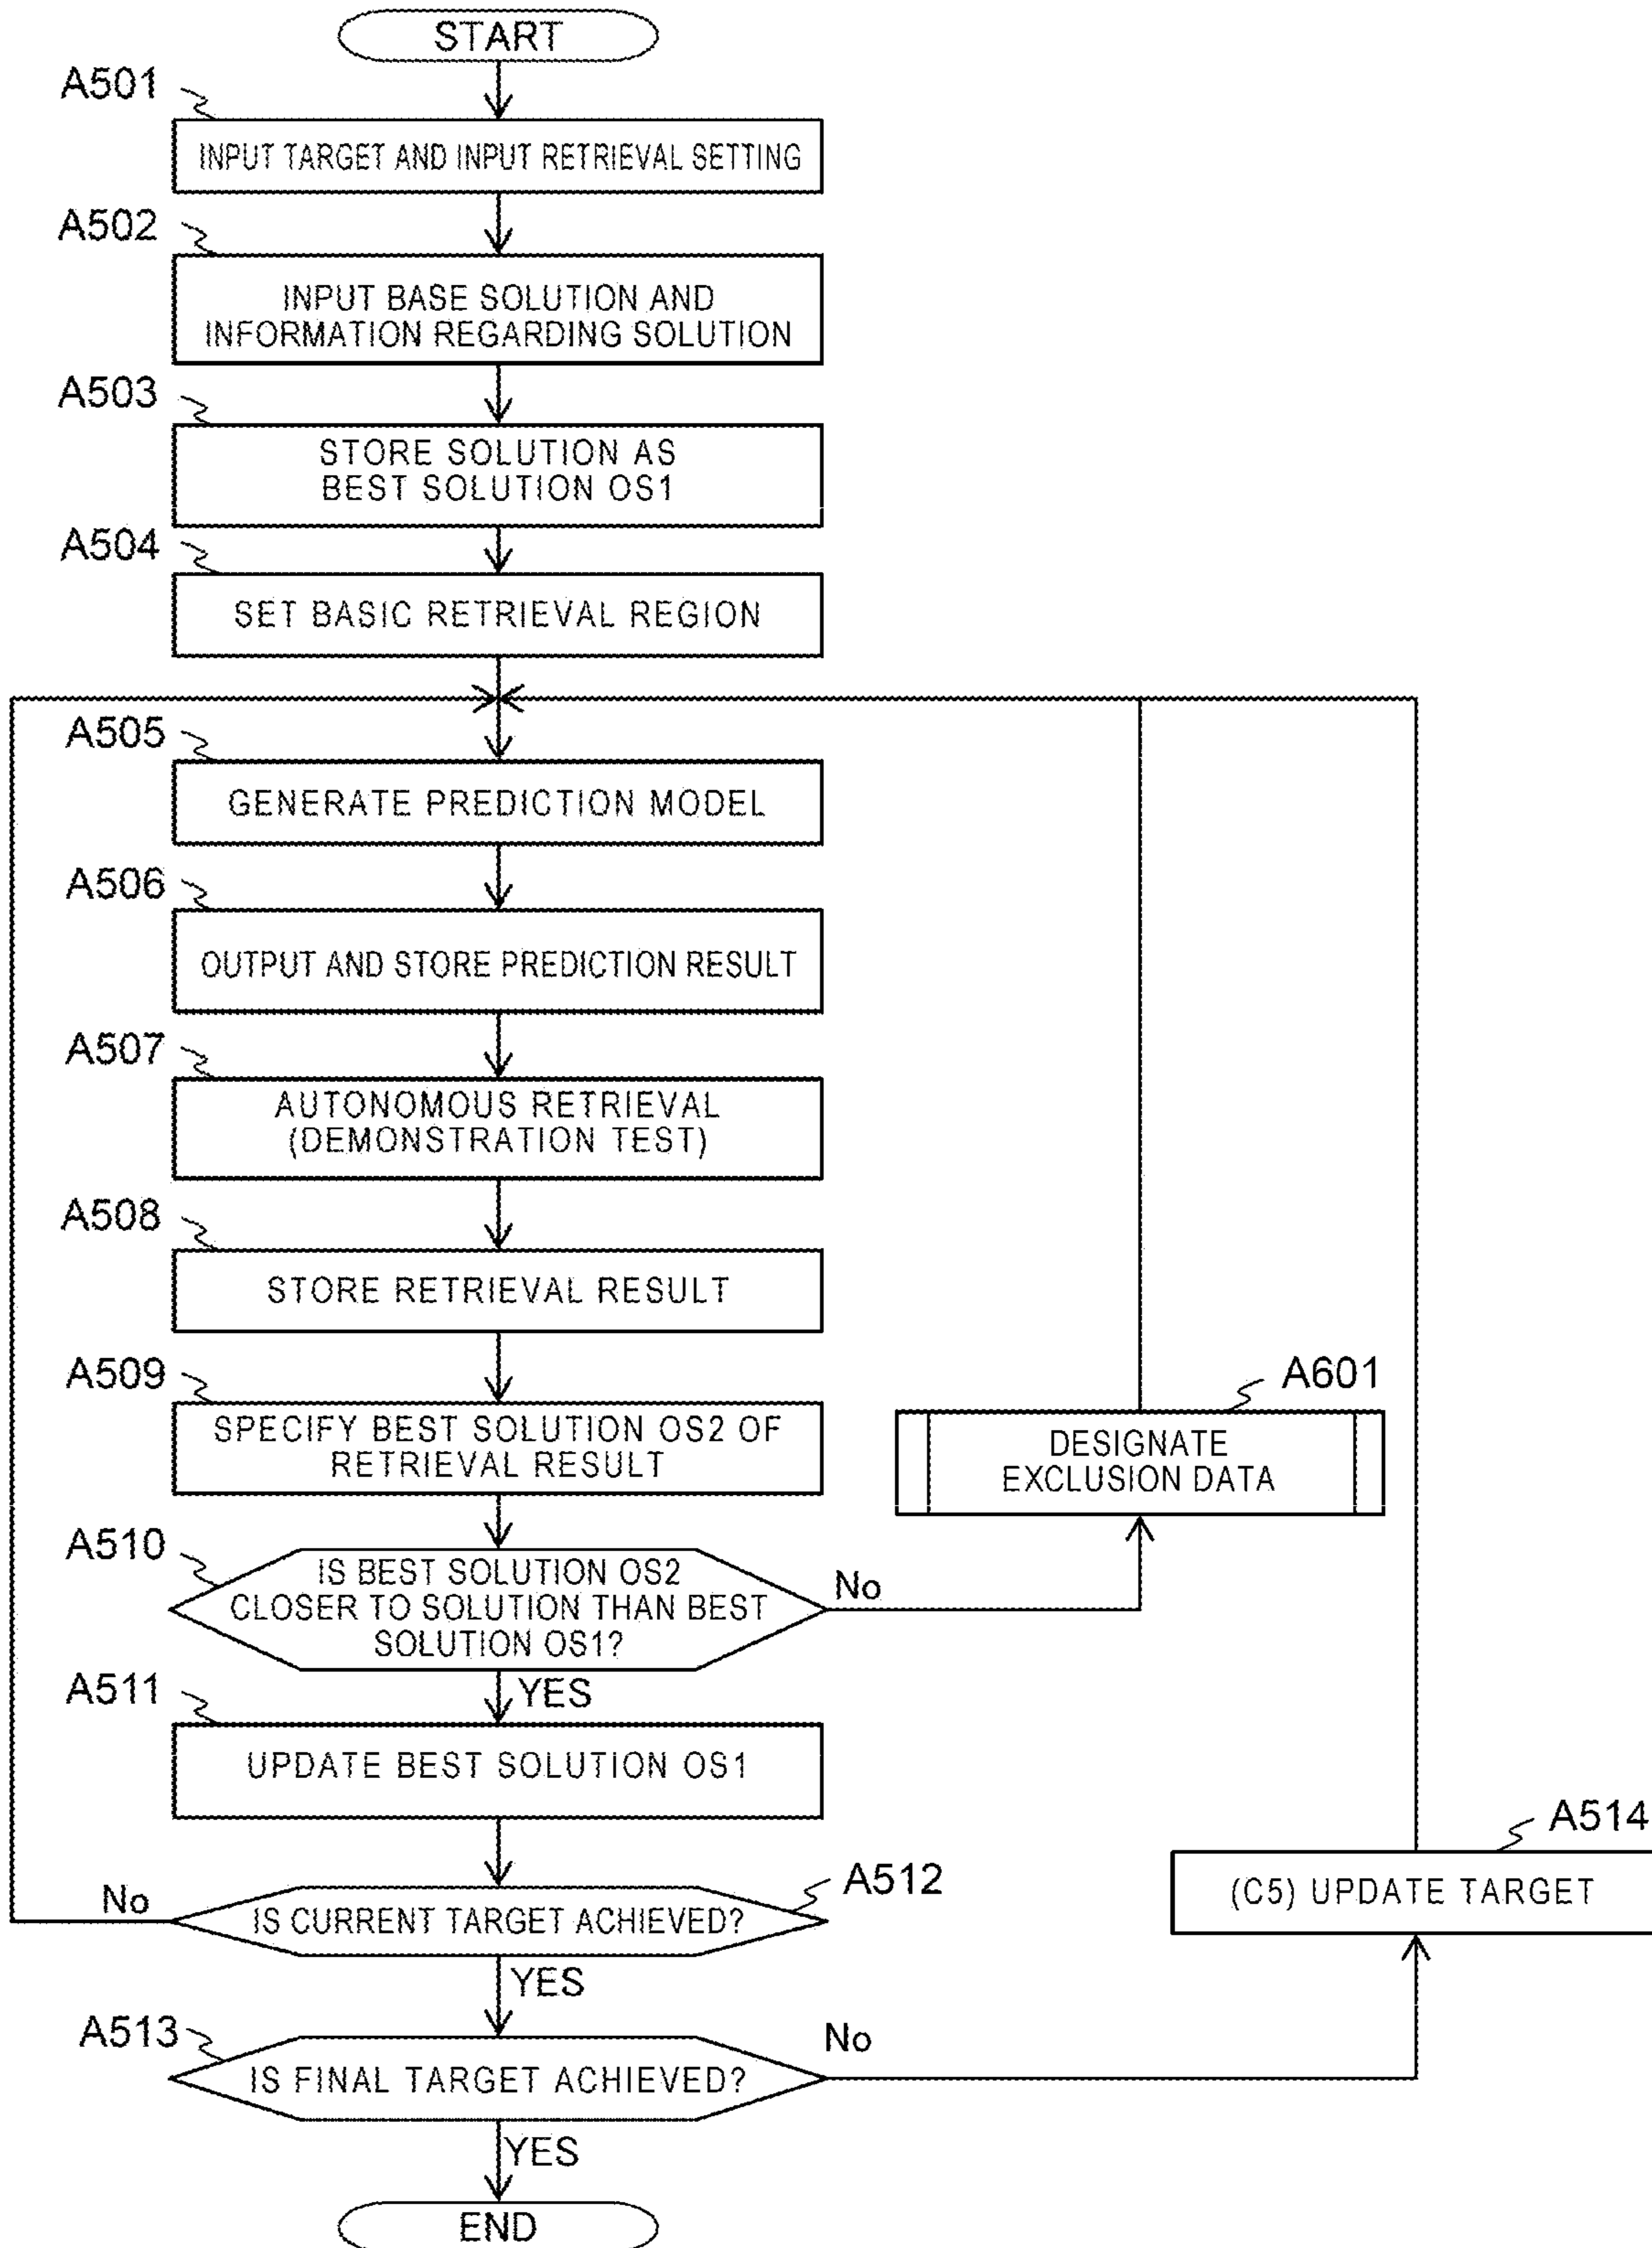 START
A501
INPUT TARGET AND INPUT RETRIEVAL SETTING
A502
INPUT BASE SOLUTION AND
INFORMATION REGARDING SOLUTION
A503
STORE SOLUTION AS
BEST SOLUTION OS1
A504
SET BASIC RETRIEVAL REGION
A505
GENERATE PREDICTION MODEL
A506
OUTPUT AND STORE PREDICTION RESULT
A507
AUTONOMOUS RETRIEVAL
(DEMONSTRATION TEST)
A508
STORE RETRIEVAL RESULT
A509
SPECIFY BEST SOLUTION OS2 OF
RETRIEVAL RESULT
A601
DESIGNATE
EXCLUSION DATA
A510
IS BEST SOLUTION OS2
CLOSER TO SOLUTION THAN BEST
SOLUTION OS1?
No
YES
A511
UPDATE BEST SOLUTION OS1
A512
IS CURRENT TARGET ACHIEVED?
No
YES
A514
(C5) UPDATE TARGET
A513
IS FINAL TARGET ACHIEVED?
No
YES
END